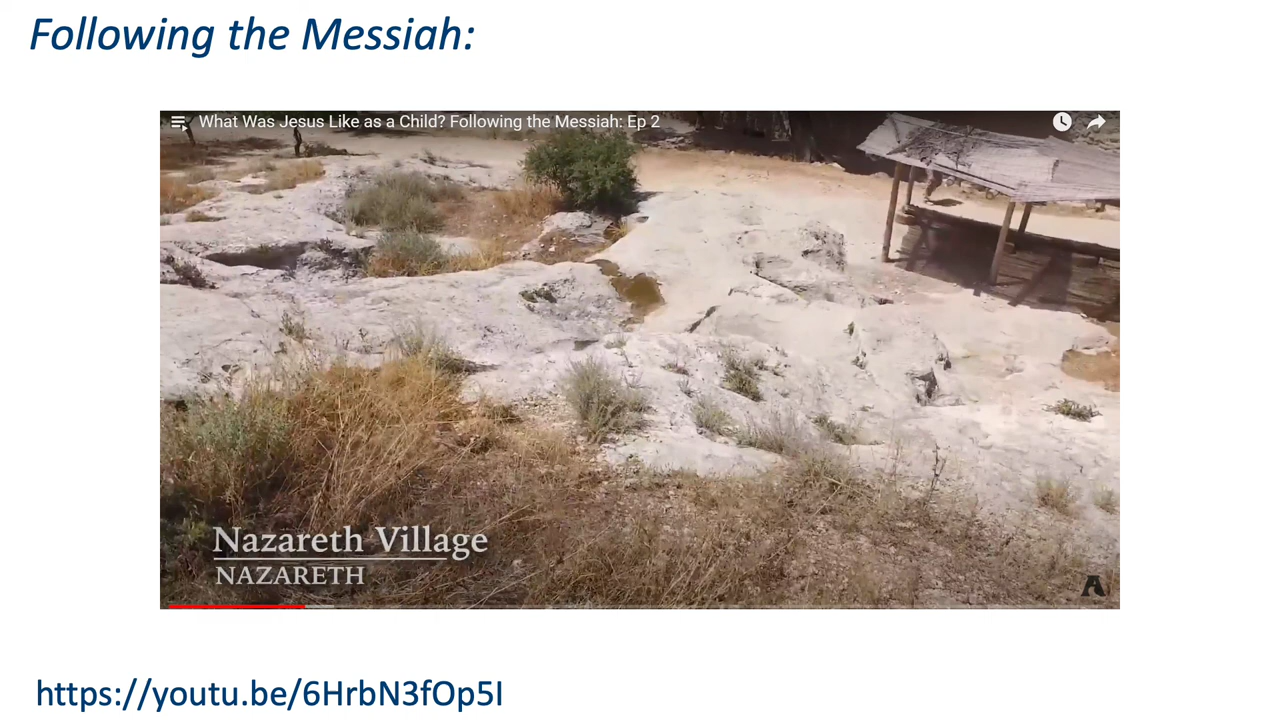 Following the Messiah:
What Was Jesus Like as a Child? Following the Messiah: Ep 2
Nazareth Village
NAZARETH
https://youtu.be/6HrbN3fOp5I